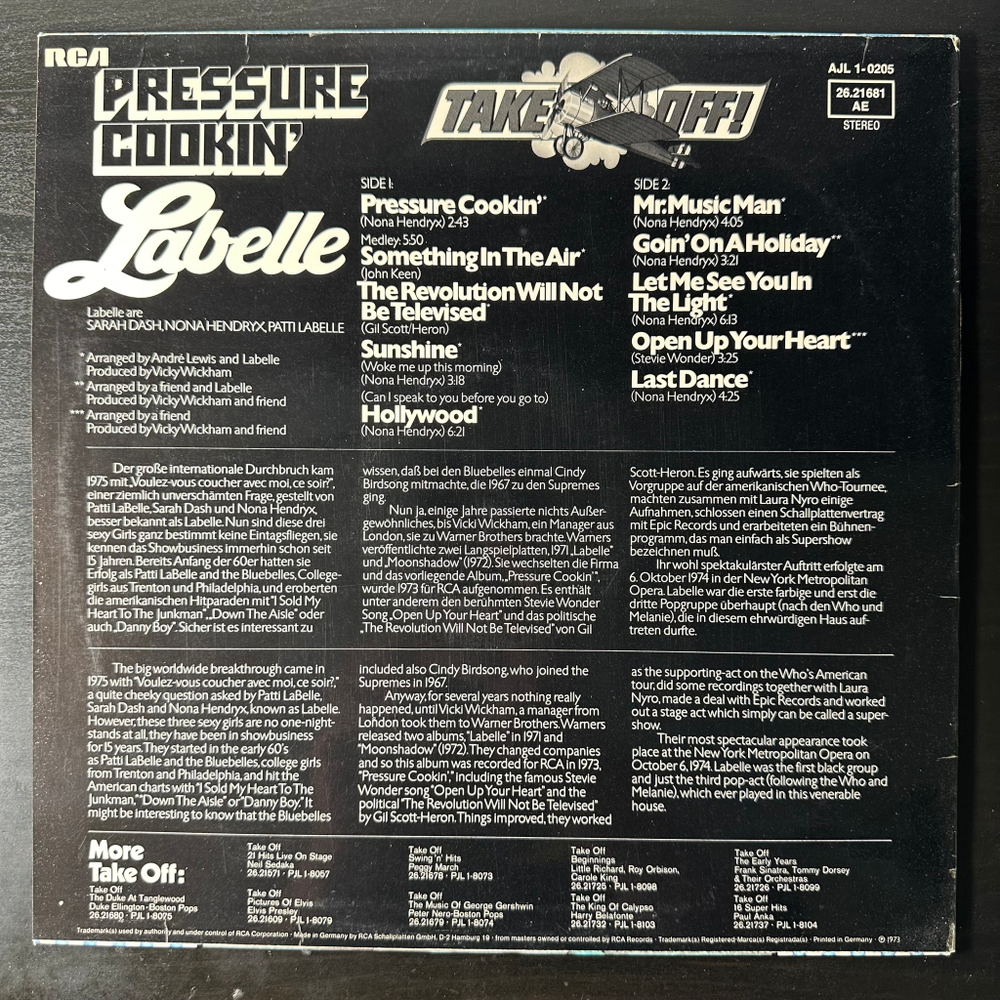 RCA
PRESSURE
COOKIN'
Labelle
TAKE OFF!
AJL 1-0205
26.21681
AE
STEREO
Labelle are
SARAH DASH, NONA HENDRYX, PATTI LABELLE
* Arranged by André Lewis and Labelle
Produced by Vicky Wickham
** Arranged by a friend and Labelle
Produced by Vicky Wickham and friend
*** Arranged by a friend
Produced by Vicky Wickham and friend
SIDE 1:
Pressure Cookin'*
(Nona Hendryx) 2:43
Medley: 5:50
Something In The Air*
(John Keen)
The Revolution Will Not
Be Televised*
(Gil Scott/Heron)
Sunshine*
(Woke me up this morning)
(Nona Hendryx) 3:18
(Can I speak to you before you go to)
Hollywood*
(Nona Hendryx) 6:21
SIDE 2:
Mr. Music Man*
(Nona Hendryx) 4:05
Goin' On A Holiday**
(Nona Hendryx) 3:21
Let Me See You In
The Light*
(Nona Hendryx) 6:13
Open Up Your Heart***
(Stevie Wonder) 3:25
Last Dance*
(Nona Hendryx) 4:25
Der große internationale Durchbruch kam
1975 mit „Voulez-vous coucher avec moi, ce soir?",
einer ziemlich unverschämten Frage, gestellt von
Patti LaBelle, Sarah Dash und Nona Hendryx,
besser bekannt als Labelle. Nun sind diese drei
sexy Girls ganz bestimmt keine Eintagsfliegen, sie
kennen das Showbusiness immerhin schon seit
15 Jahren. Bereits Anfang der 60er hatten sie
Erfolg als Patti LaBelle and the Bluebelles, College-
girls aus Trenton und Philadelphia, und eroberten
die amerikanischen Hitparaden mit "I Sold My
Heart To The Junkman", „Down The Aisle" oder
auch „Danny Boy". Sicher ist es interessant zu
wissen, daß bei den Bluebelles einmal Cindy
Birdsong mitmachte, die 1967 zu den Supremes
ging.
Nun ja, einige Jahre passierte nichts Außer-
gewöhnliches, bis Vicki Wickham, ein Manager aus
London, sie zu Warner Brothers brachte. Warners
veröffentlichte zwei Langspielplatten, 1971 „Labelle"
und „Moonshadow" (1972). Sie wechselten die Firma
und das vorliegende Album, „Pressure Cookin'",
wurde 1973 für RCA aufgenommen. Es enthält
unter anderem den berühmten Stevie Wonder
Song „Open Up Your Heart" und das politische
„The Revolution Will Not Be Televised" von Gil
Scott-Heron. Es ging aufwärts, sie spielten als
Vorgruppe auf der amerikanischen Who-Tournee,
machten zusammen mit Laura Nyro einige
Aufnahmen, schlossen einen Schallplattenvertrag
mit Epic Records und erarbeiteten ein Bühnen-
programm, das man einfach als Supershow
bezeichnen muß.
Ihr wohl spektakulärster Auftritt erfolgte am
6. Oktober 1974 in der New York Metropolitan
Opera. Labelle war die erste farbige und erst die
dritte Popgruppe überhaupt (nach den Who und
Melanie), die in diesem ehrwürdigen Haus auf-
treten durfte.
The big worldwide breakthrough came in
1975 with "Voulez-vous coucher avec moi, ce soir?,"
a quite cheeky question asked by Patti LaBelle,
Sarah Dash and Nona Hendryx, known as Labelle.
However, these three sexy girls are no one-night-
stands at all, they have been in showbusiness
for 15 years. They started in the early 60's
as Patti LaBelle and the Bluebelles, college girls
from Trenton and Philadelphia, and hit the
American charts with "I Sold My Heart To The
Junkman," "Down The Aisle" or "Danny Boy." It
might be interesting to know that the Bluebelles
included also Cindy Birdsong, who joined the
Supremes in 1967.
Anyway, for several years nothing really
happened, until Vicki Wickham, a manager from
London took them to Warner Brothers. Warners
released two albums, "Labelle" in 1971 and
"Moonshadow" (1972). They changed companies
and so this album was recorded for RCA in 1973,
"Pressure Cookin'," including the famous Stevie
Wonder song "Open Up Your Heart" and the
political "The Revolution Will Not Be Televised"
by Gil Scott-Heron. Things improved, they worked
as the supporting-act on the Who's American
tour, did some recordings together with Laura
Nyro, made a deal with Epic Records and worked
out a stage act which simply can be called a super-
show.
Their most spectacular appearance took
place at the New York Metropolitan Opera on
October 6, 1974. Labelle was the first black group
and just the third pop-act (following the Who and
Melanie), which ever played in this venerable
house.
More
Take Off:
Take Off
The Duke At Tanglewood
Duke Ellington-Boston Pops
26.21680 · PJL 1-8075
Take Off
21 Hits Live On Stage
Neil Sedaka
26.21571 · PJL 1-8057
Take Off
Pictures Of Elvis
Elvis Presley
26.21609 · PJL 1-8079
Take Off
Swing 'n' Hits
Peggy March
26.21678 · PJL 1-8073
Take Off
The Music Of George Gershwin
Peter Nero-Boston Pops
26.21679 · PJL 1-8074
Take Off
Beginnings
Little Richard, Roy Orbison,
Carole King
26.21725 · PJL 1-8098
Take Off
The King Of Calypso
Harry Belafonte
26.21732 · PJL 1-8103
Take Off
The Early Years
Frank Sinatra, Tommy Dorsey
& Their Orchestras
26.21726 · PJL 1-8099
Take Off
16 Super Hits
Paul Anka
26.21737 · PJL 1-8104
Trademark(s) used by authority and under control of RCA Corporation · Made in Germany by RCA Schallplatten GmbH, D-2 Hamburg 19 · from masters owned or controlled by RCA Records · Trademark(s) Registered·Marca(s) Registrada(s) · Printed in Germany · ℗ 1973